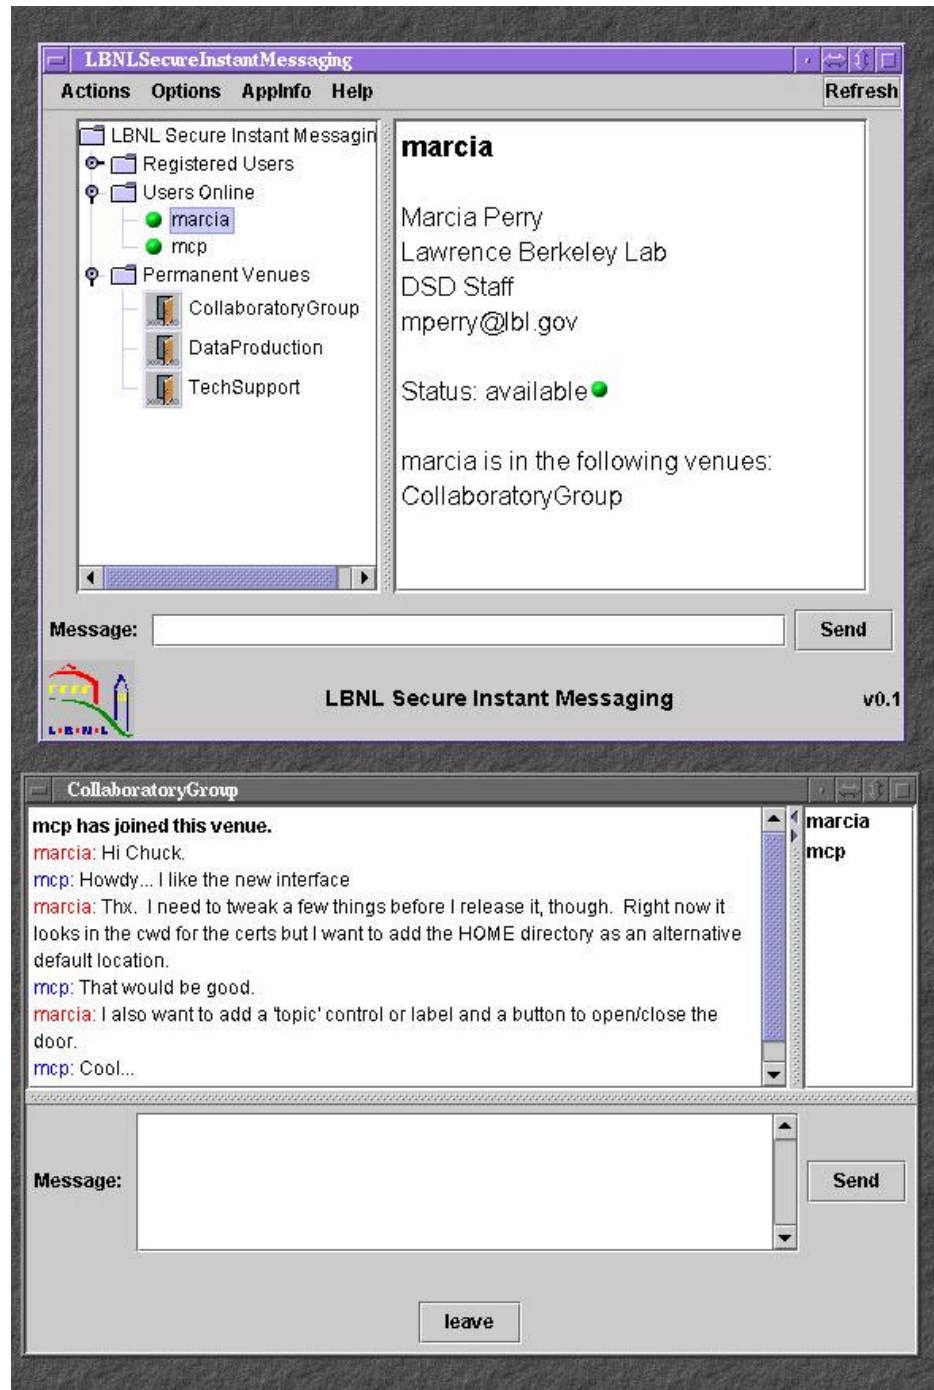 LBNLSecureInstantMessaging
Actions Options AppInfo Help Refresh
LBNL Secure Instant Messagin
Registered Users
Users Online
marcia
mcp
Permanent Venues
CollaboratoryGroup
DataProduction
TechSupport
marcia
Marcia Perry
Lawrence Berkeley Lab
DSD Staff
mperry@lbl.gov
Status: available
marcia is in the following venues:
CollaboratoryGroup
Message: Send
L·B·N·L
LBNL Secure Instant Messaging v0.1
CollaboratoryGroup
mcp has joined this venue.
marcia: Hi Chuck.
mcp: Howdy... I like the new interface
marcia: Thx. I need to tweak a few things before I release it, though. Right now it
looks in the cwd for the certs but I want to add the HOME directory as an alternative
default location.
mcp: That would be good.
marcia: I also want to add a 'topic' control or label and a button to open/close the
door.
mcp: Cool...
marcia
mcp
Message: Send
leave